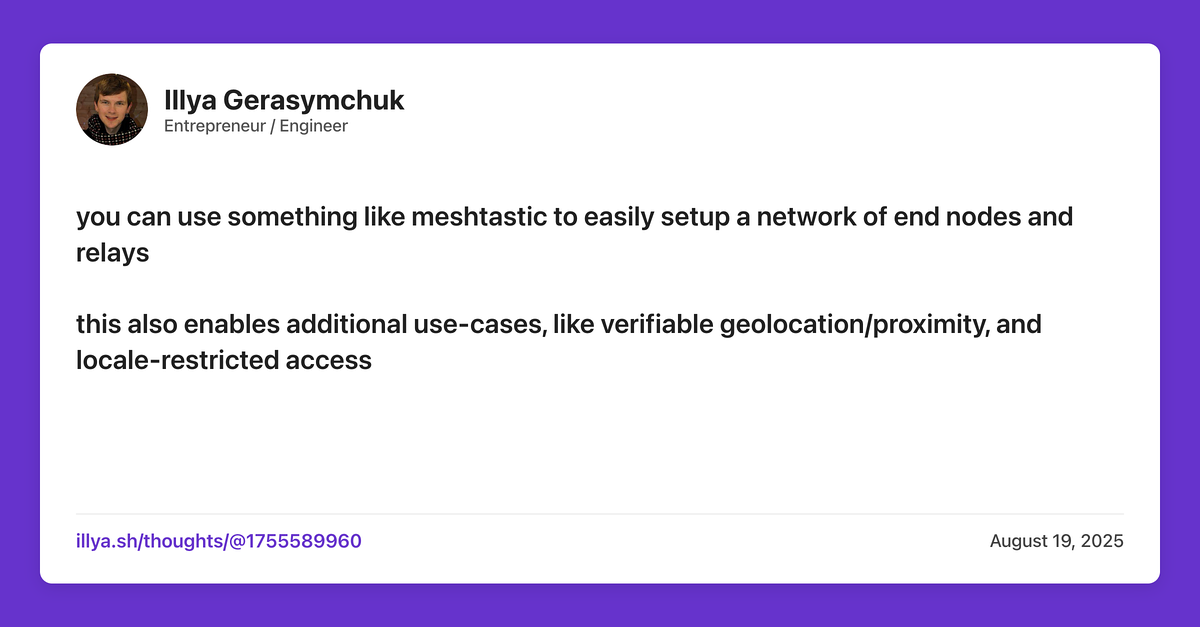 Illya Gerasymchuk
Entrepreneur / Engineer
you can use something like meshtastic to easily setup a network of end nodes and
relays
this also enables additional use-cases, like verifiable geolocation/proximity, and
locale-restricted access
illya.sh/thoughts/@1755589960
August 19, 2025